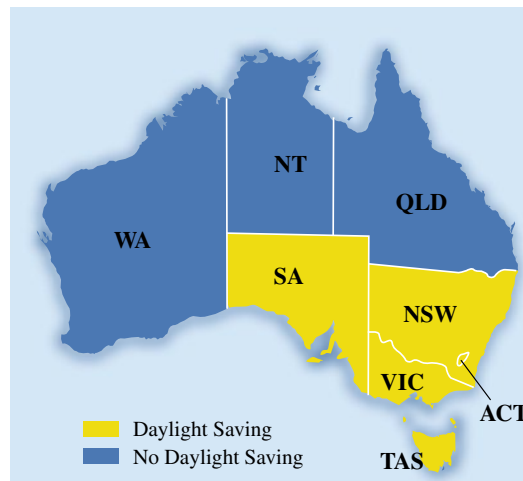 NT
QLD
WA
SA
NSW
VIC
ACT
Daylight Saving
No Daylight Saving
TAS